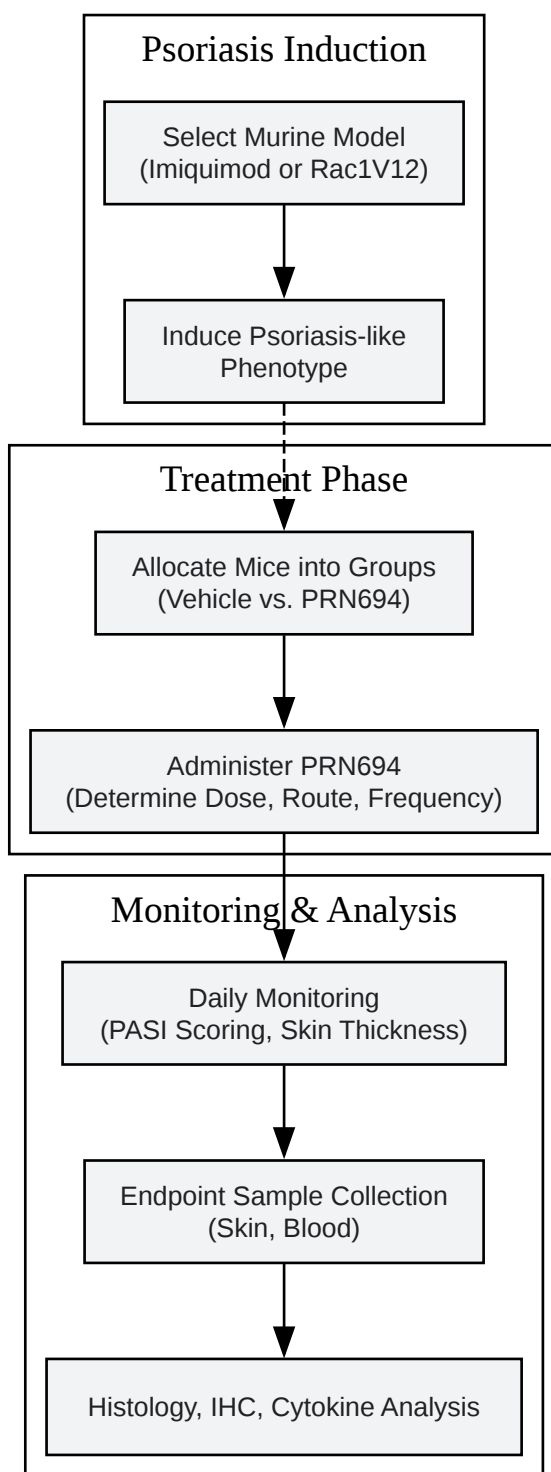 Psoriasis Induction
Select Murine Model
(Imiquimod or Rac1V12)
Induce Psoriasis-like
Phenotype
Treatment Phase
Allocate Mice into Groups
(Vehicle vs. PRN694)
Administer PRN694
(Determine Dose, Route, Frequency)
Monitoring & Analysis
Daily Monitoring
(PASI Scoring, Skin Thickness)
Endpoint Sample Collection
(Skin, Blood)
Histology, IHC, Cytokine Analysis